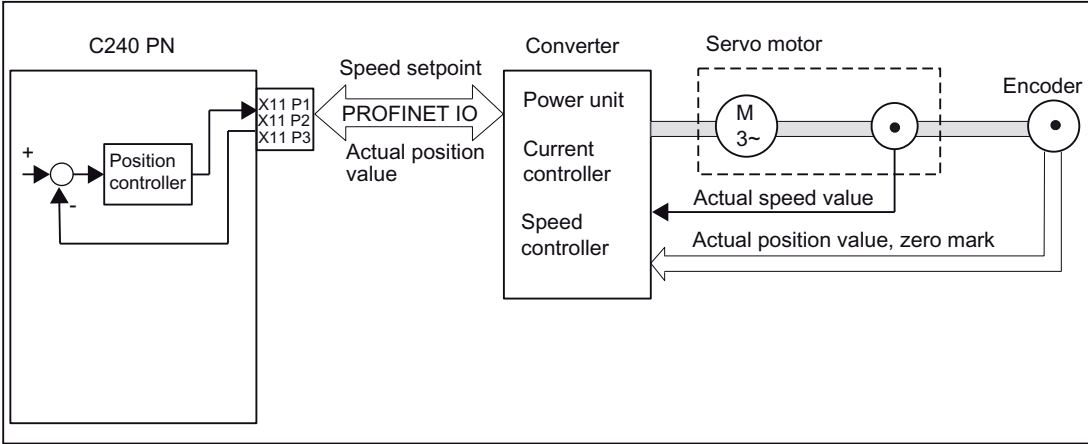 C240 PN
+
-
Position
controller
X11 P1
X11 P2
X11 P3
Speed setpoint
PROFINET IO
Actual position
value
Converter
Power unit
Current
controller
Speed
controller
Servo motor
M
3~
Encoder
Actual speed value
Actual position value, zero mark